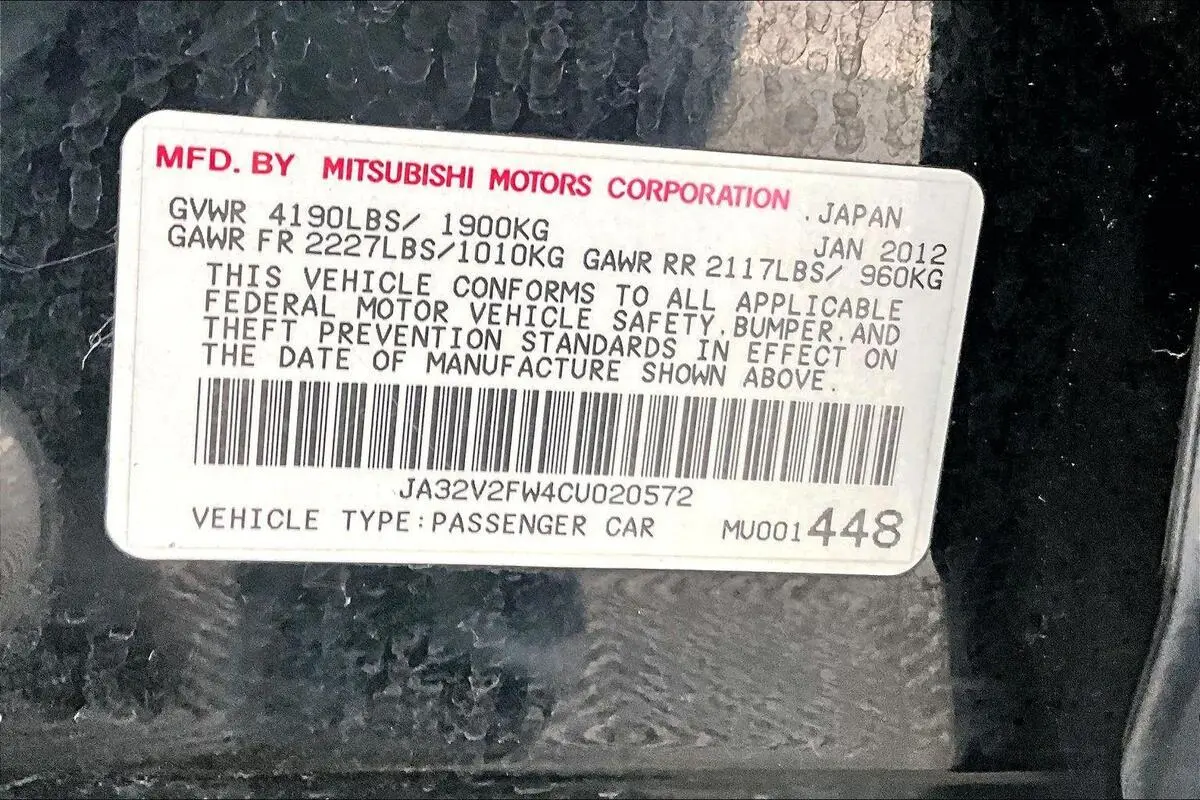 MFD. BY MITSUBISHI MOTORS CORPORATION . JAPAN
GVWR 4190LBS/ 1900KG JAN 2012
GAWR FR 2227LBS/1010KG GAWR RR 2117LBS/ 960KG
THIS VEHICLE CONFORMS TO ALL APPLICABLE
FEDERAL MOTOR VEHICLE SAFETY, BUMPER, AND
THEFT PREVENTION STANDARDS IN EFFECT ON
THE DATE OF MANUFACTURE SHOWN ABOVE.
JA32V2FW4CU020572
VEHICLE TYPE:PASSENGER CAR MU001448